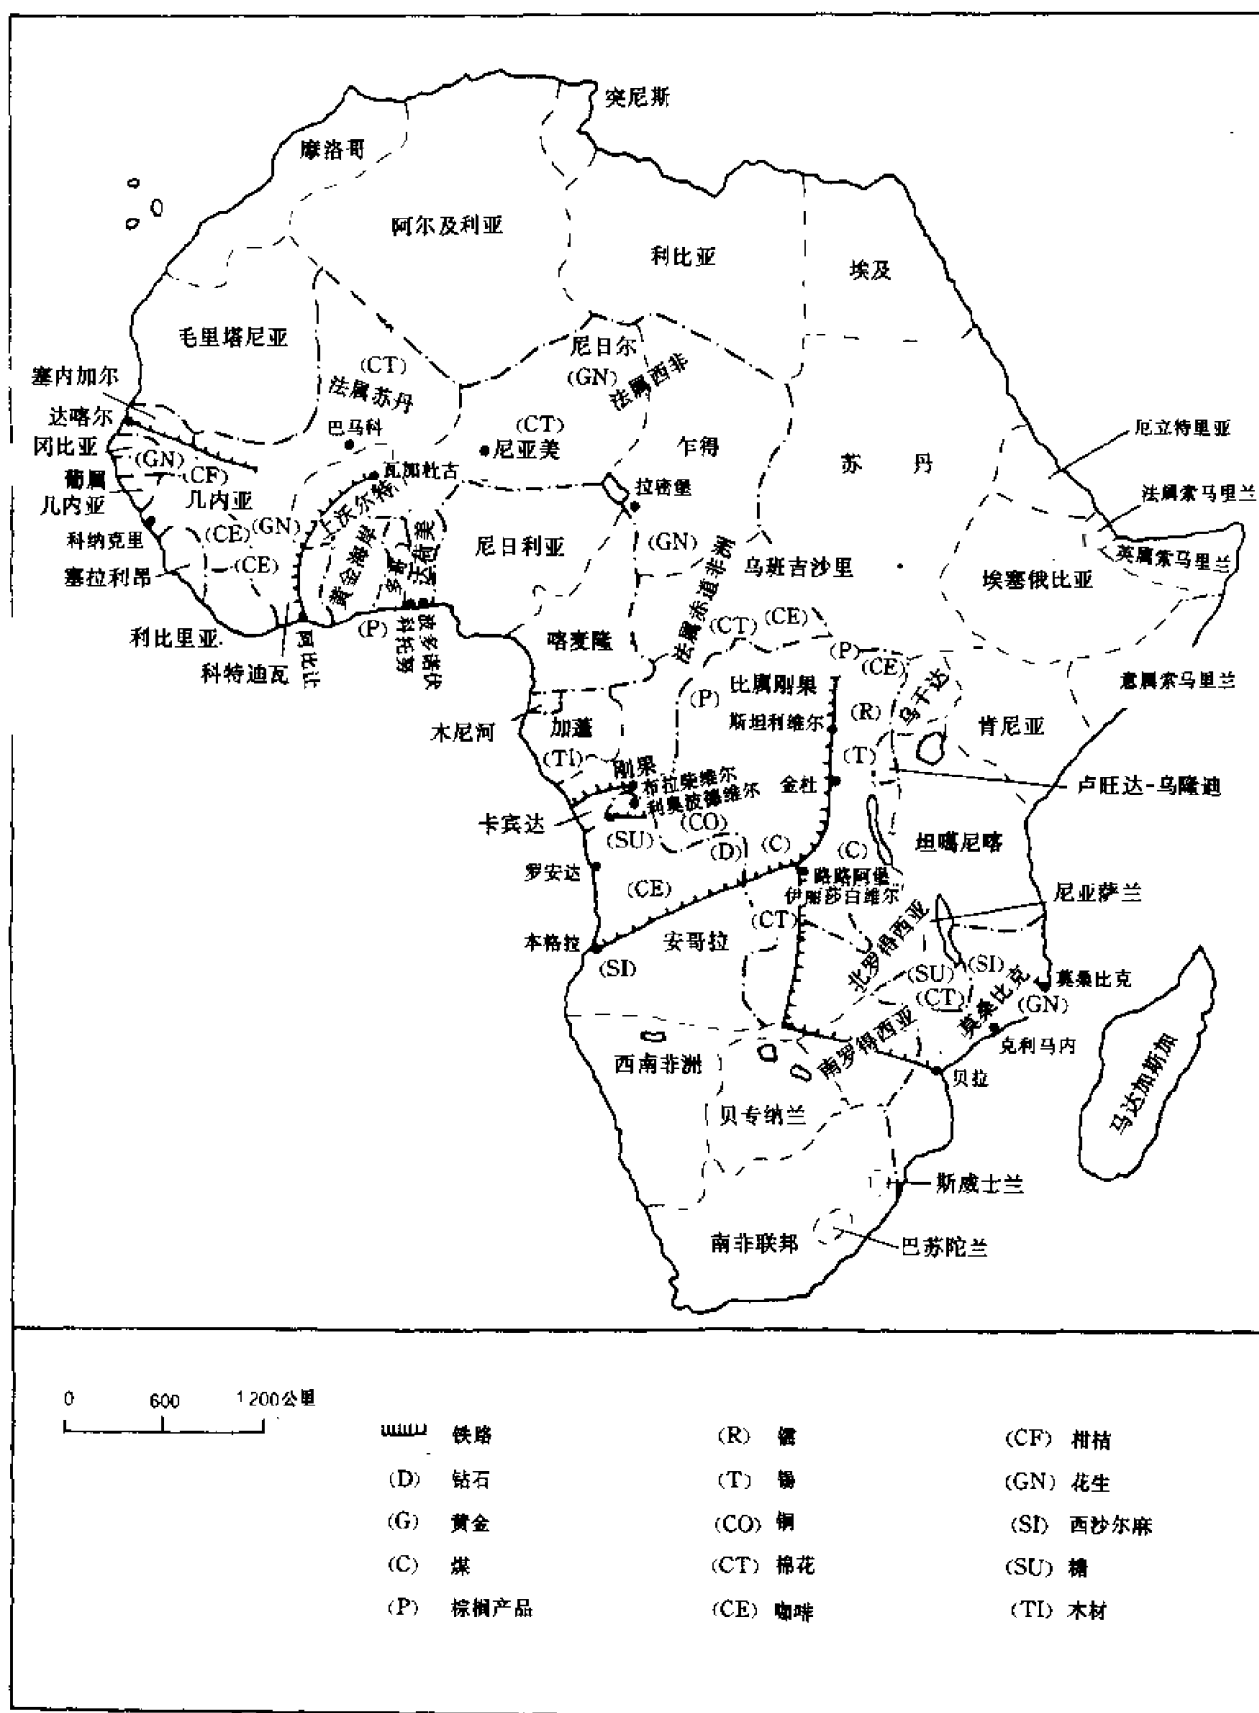 突尼斯
摩洛哥
阿尔及利亚
利比亚
埃及
毛里塔尼亚
尼日尔
(CT)
(GN)
法属西非
塞内加尔
法属苏丹
达喀尔
巴马科
(CT)
尼亚美
乍得
苏 丹
厄立特里亚
冈比亚
(GN)
(CF)
瓦加杜古
拉密堡
法属索马里兰
葡属
几内亚
几内亚
上沃尔特
科纳克里
(CE)
(GN)
黄金海岸
多哥
达荷美
尼日利亚
(GN)
法属赤道非洲
乌班吉沙里
英属索马里兰
塞拉利昂
(CE)
埃塞俄比亚
利比里亚
(P)
喀麦隆
(CT)
(CE)
科特迪瓦
阿比让
科托努
波多诺伏
(P)
(CE)
比属刚果
意属索马里兰
(P)
木尼河
加蓬
斯坦利维尔
(R)
乌干达
肯尼亚
(TI)
刚果
(T)
布拉柴维尔
金杜
卢旺达-乌隆迪
利奥波德维尔
卡宾达
(SU)
(CO)
(D)
(C)
(C)
坦噶尼喀
罗安达
(CE)
路路阿堡
伊丽莎白维尔
尼亚萨兰
(CT)
本格拉
安哥拉
北罗得西亚
(SI)
(SU)
(SI)
(CT)
莫桑比克
(GN)
莫桑比克
西南非洲
南罗得西亚
克利马内
贝拉
马达加斯加
贝专纳兰
斯威士兰
南非联邦
巴苏陀兰
0 600 1200公里
铁路
(R) 镭
(CF) 柑桔
(D) 钻石
(T) 锡
(GN) 花生
(G) 黄金
(CO) 铜
(SI) 西沙尔麻
(C) 煤
(CT) 棉花
(SU) 糖
(P) 棕榈产品
(CE) 咖啡
(TI) 木材